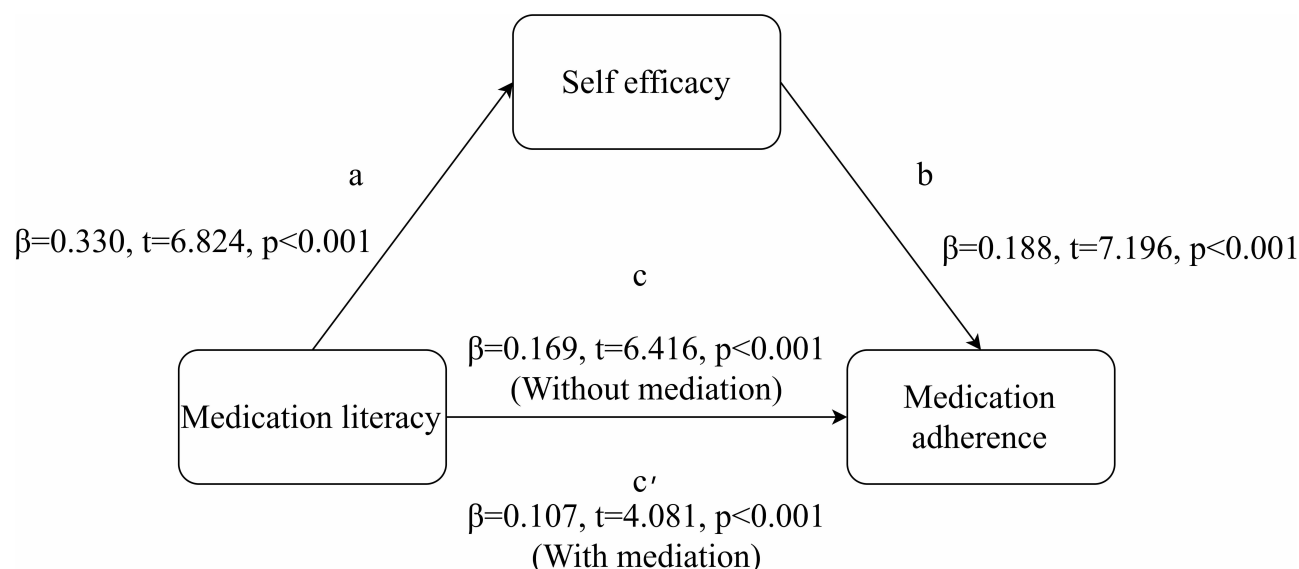 Self efficacy
a
b
β=0.330, t=6.824, p<0.001
β=0.188, t=7.196, p<0.001
c
β=0.169, t=6.416, p<0.001
(Without mediation)
Medication literacy
Medication
adherence
c′
β=0.107, t=4.081, p<0.001
(With mediation)